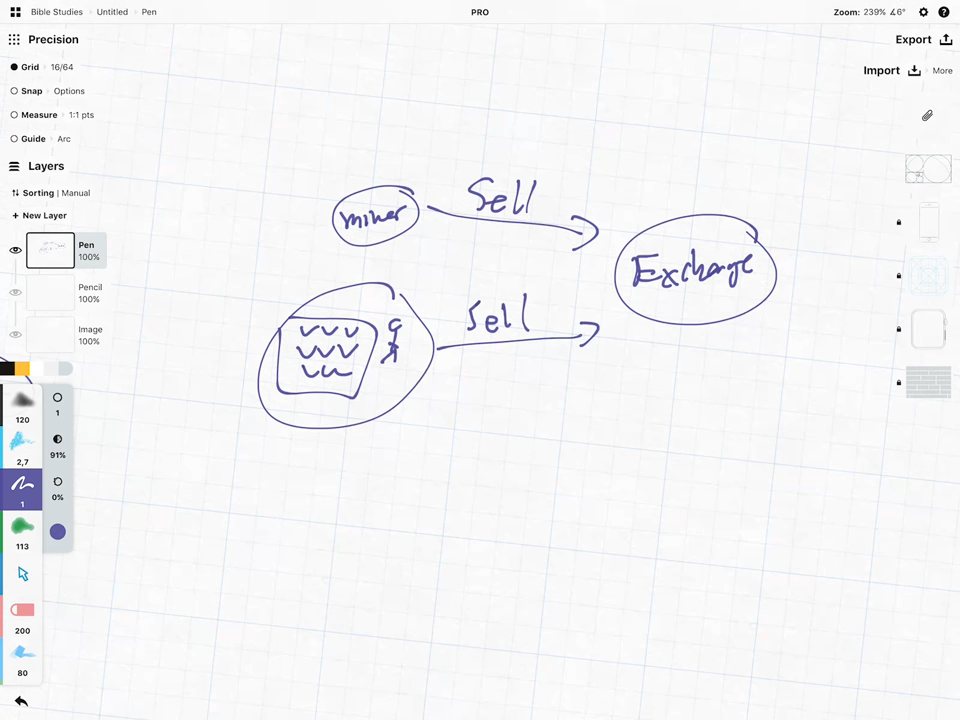 Bible Studies › Untitled › Pen
PRO
Zoom: 239% ∡6°
Precision
Export
Grid › 16/64
Import
More
Snap › Options
Measure › 1:1 pts
Guide › Arc
Layers
Sorting | Manual
+ New Layer
Pen
100%
Pencil
100%
Image
100%
120
1
2,7
91%
1
0%
113
200
80
Sell
miner
Exchange
Sell